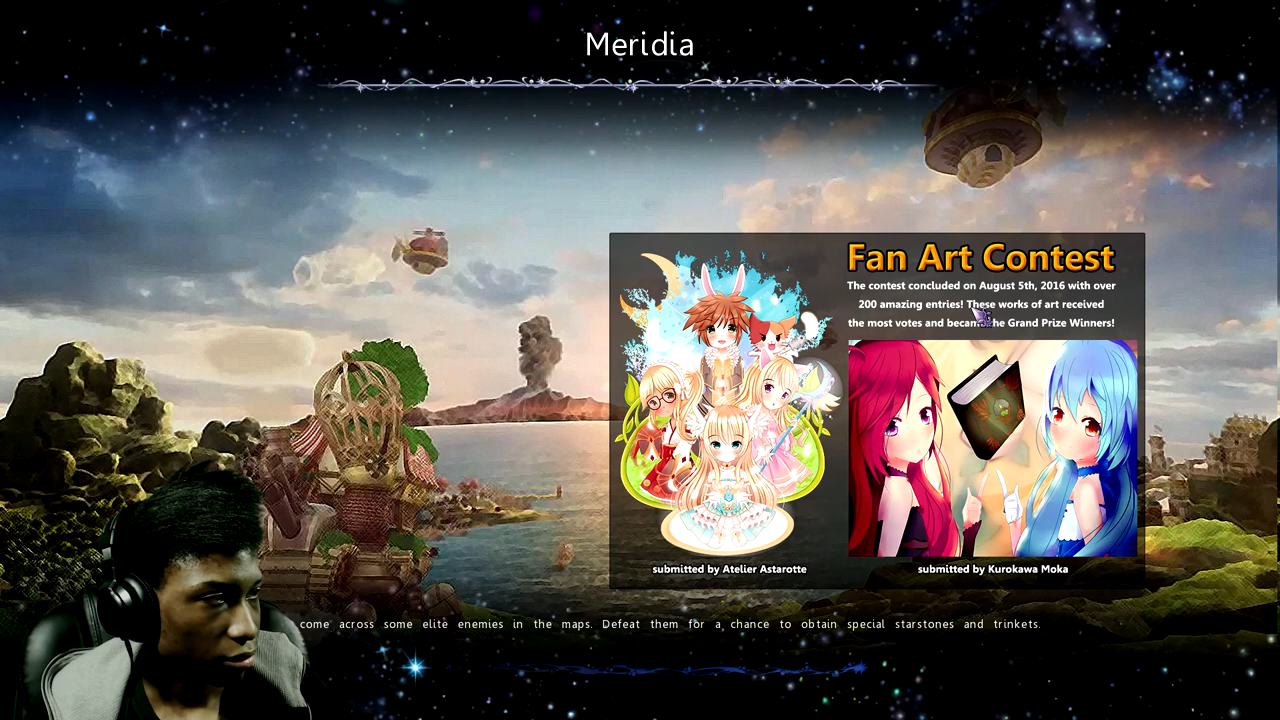 Meridia
Fan Art Contest
The contest concluded on August 5th, 2016 with over
200 amazing entries! These works of art received
the most votes and became the Grand Prize Winners!
submitted by Atelier Astarotte
submitted by Kurokawa Moka
come across some elite enemies in the maps. Defeat them for a chance to obtain special starstones and trinkets.